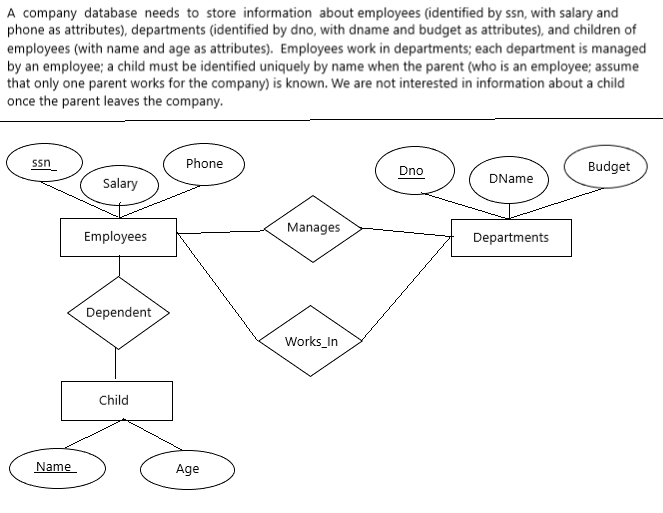 A company database needs to store information about employees (identified by ssn, with salary and
phone as attributes), departments (identified by dno, with dname and budget as attributes), and children of
employees (with name and age as attributes). Employees work in departments; each department is managed
by an employee; a child must be identified uniquely by name when the parent (who is an employee; assume
that only one parent works for the company) is known. We are not interested in information about a child
once the parent leaves the company.
ssn
Salary
Phone
Dno
DName
Budget
Employees
Manages
Departments
Dependent
Works_In
Child
Name
Age